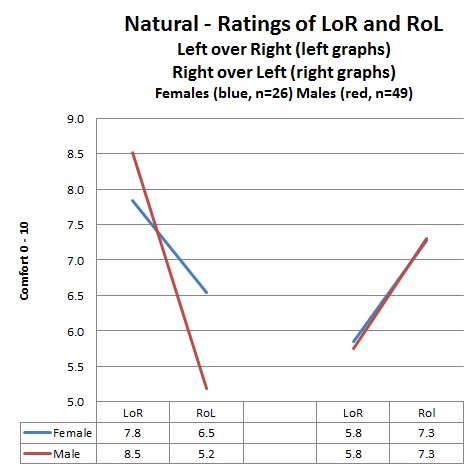 Natural - Ratings of LoR and RoL
Left over Right (left graphs)
Right over Left (right graphs)
Females (blue, n=26) Males (red, n=49)
9.0
8.5
8.0
7.5
7.0
6.5
6.0
5.5
5.0
Comfort 0 - 10
LoR RoL LoR Rol
Female 7.8 6.5 5.8 7.3
Male 8.5 5.2 5.8 7.3